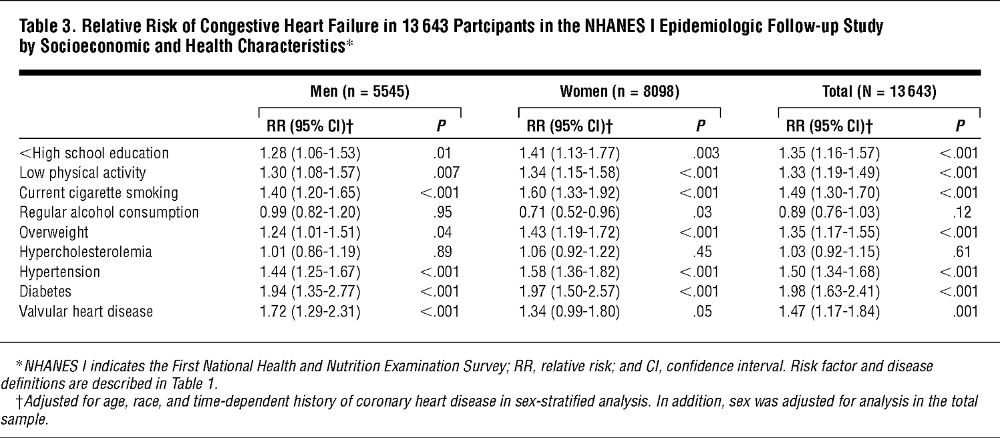 Table 3. Relative Risk of Congestive Heart Failure in 13 643 Partcipants in the NHANES I Epidemiologic Follow-up Study
by Socioeconomic and Health Characteristics*
Men (n = 5545) Women (n = 8098) Total (N = 13 643)
RR (95% CI)† P RR (95% CI)† P RR (95% CI)† P
<High school education 1.28 (1.06-1.53) .01 1.41 (1.13-1.77) .003 1.35 (1.16-1.57) <.001
Low physical activity 1.30 (1.08-1.57) .007 1.34 (1.15-1.58) <.001 1.33 (1.19-1.49) <.001
Current cigarette smoking 1.40 (1.20-1.65) <.001 1.60 (1.33-1.92) <.001 1.49 (1.30-1.70) <.001
Regular alcohol consumption 0.99 (0.82-1.20) .95 0.71 (0.52-0.96) .03 0.89 (0.76-1.03) .12
Overweight 1.24 (1.01-1.51) .04 1.43 (1.19-1.72) <.001 1.35 (1.17-1.55) <.001
Hypercholesterolemia 1.01 (0.86-1.19) .89 1.06 (0.92-1.22) .45 1.03 (0.92-1.15) .61
Hypertension 1.44 (1.25-1.67) <.001 1.58 (1.36-1.82) <.001 1.50 (1.34-1.68) <.001
Diabetes 1.94 (1.35-2.77) <.001 1.97 (1.50-2.57) <.001 1.98 (1.63-2.41) <.001
Valvular heart disease 1.72 (1.29-2.31) <.001 1.34 (0.99-1.80) .05 1.47 (1.17-1.84) .001
*NHANES I indicates the First National Health and Nutrition Examination Survey; RR, relative risk; and CI, confidence interval. Risk factor and disease
definitions are described in Table 1.
†Adjusted for age, race, and time-dependent history of coronary heart disease in sex-stratified analysis. In addition, sex was adjusted for analysis in the total
sample.